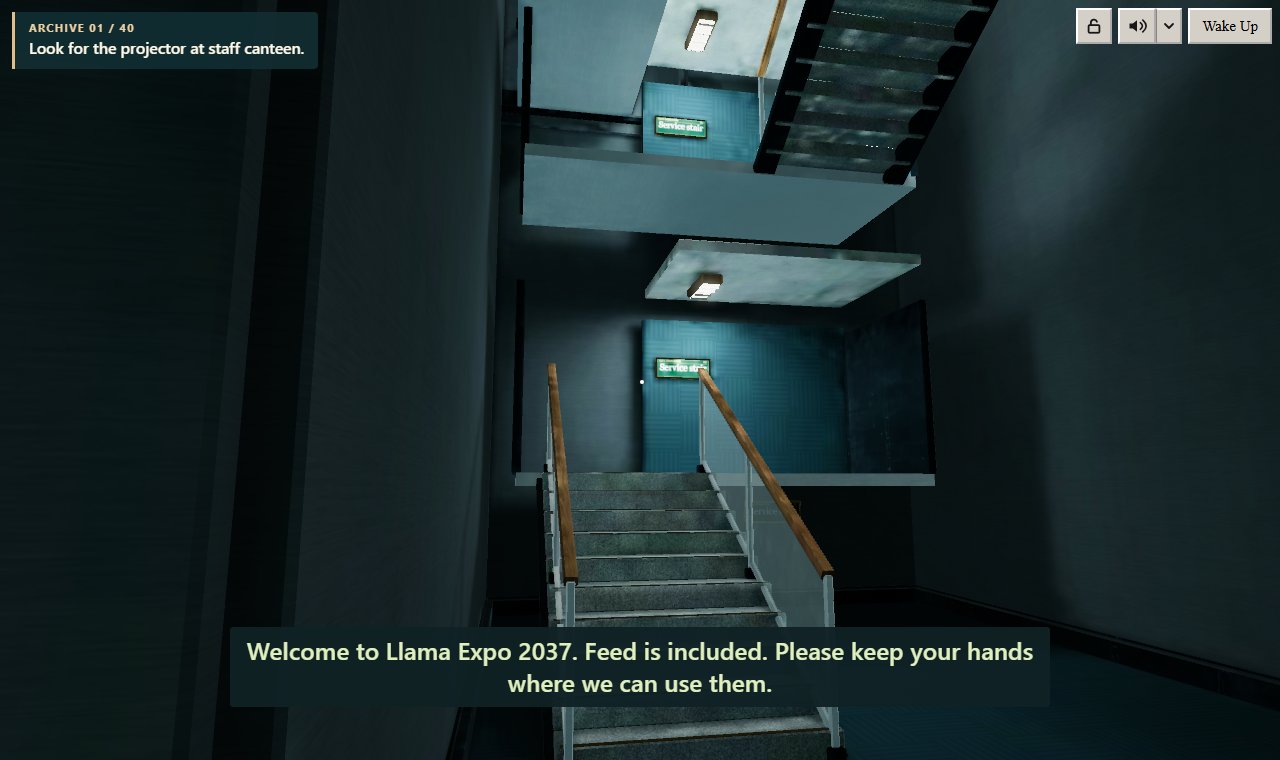 ARCHIVE 01 / 40
Look for the projector at staff canteen.
Wake Up
Service stair
Service stair
Welcome to Llama Expo 2037. Feed is included. Please keep your hands
where we can use them.